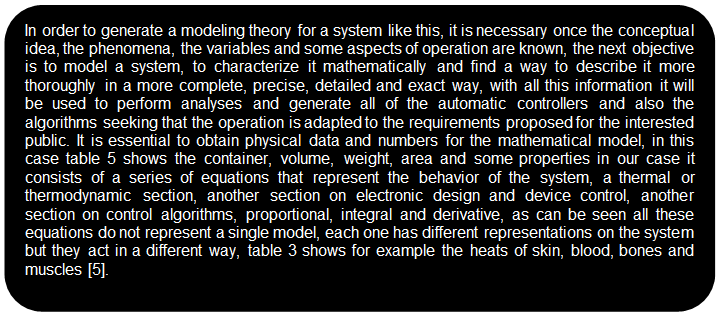 In order to generate a modeling theory for a system like this, it is necessary once the conceptual
idea, the phenomena, the variables and some aspects of operation are known, the next objective
is to model a system, to characterize it mathematically and find a way to describe it more
thoroughly in a more complete, precise, detailed and exact way, with all this information it will
be used to perform analyses and generate all of the automatic controllers and also the
algorithms seeking that the operation is adapted to the requirements proposed for the interested
public. It is essential to obtain physical data and numbers for the mathematical model, in this
case table 5 shows the container, volume, weight, area and some properties in our case it
consists of a series of equations that represent the behavior of the system, a thermal or
thermodynamic section, another section on electronic design and device control, another
section on control algorithms, proportional, integral and derivative, as can be seen all these
equations do not represent a single model, each one has different representations on the system
but they act in a different way, table 3 shows for example the heats of skin, blood, bones and
muscles [5].